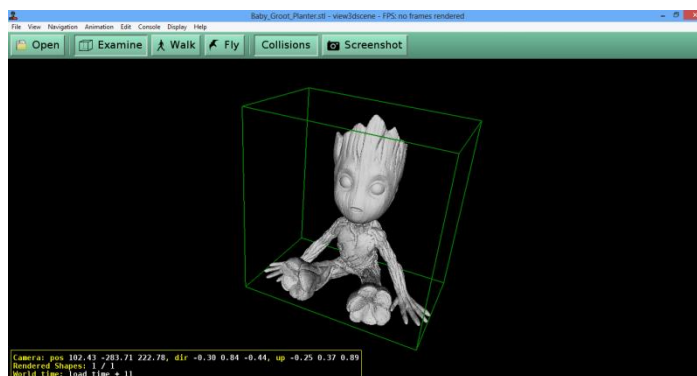 Baby_Groot_Planter.stl - view3dscene - FPS: no frames rendered
File View Navigation Animation Edit Console Display Help
Open Examine Walk Fly Collisions Screenshot
Camera: pos 102.43 -283.71 222.78, dir -0.30 0.84 -0.44, up -0.25 0.37 0.89
Rendered Shapes: 1 / 1
World time: load time + 11